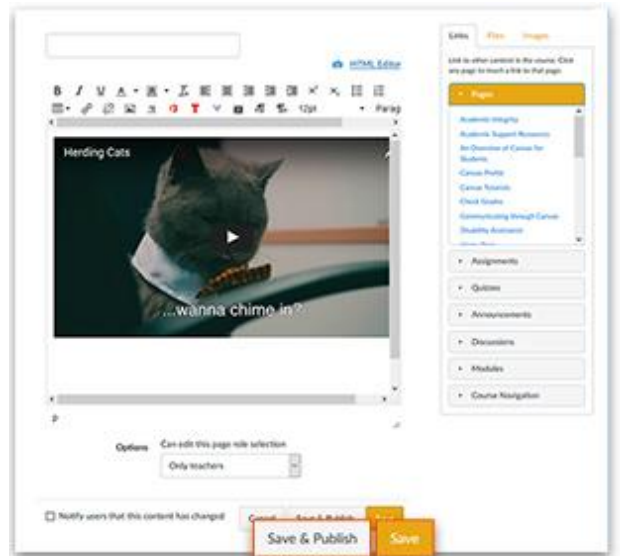 HTML Editor
B I U A A
12pt Parag
Herding Cats
...wanna chime in?
P
Options Can edit this page role selection
Only teachers
Notify users that this content has changed Cancel Save & Publish Save
Save & Publish Save
Links Files Images
Link to other content in the course. Click
any page to insert a link to that page.
Pages
Academic Integrity
Academic Support Resources
An Overview of Canvas for
Students
Canvas Profile
Canvas Tutorials
Check Grades
Communicating through Canvas
Disability Assistance
Assignments
Quizzes
Announcements
Discussions
Modules
Course Navigation